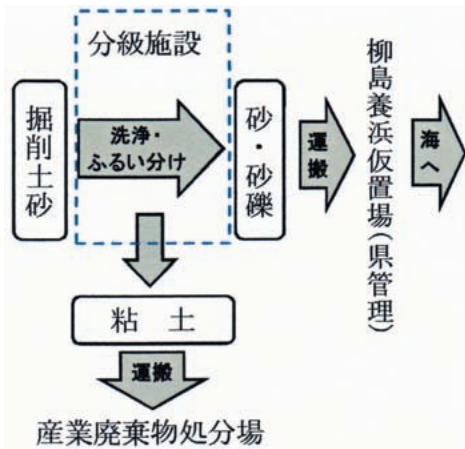 分級施設
掘削土砂
洗浄・
ふるい分け
砂・砂礫
運搬
柳島養浜仮置場(県管理)
海へ
粘 土
運搬
産業廃棄物処分場